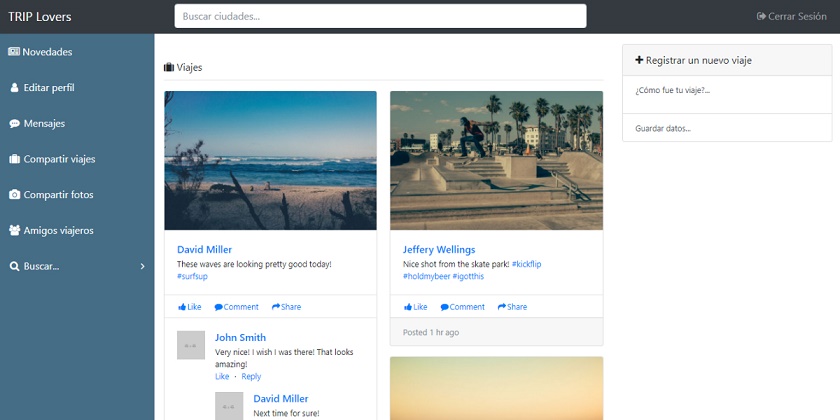 TRIP Lovers
Buscar ciudades...
Cerrar Sesión
Novedades
Editar perfil
Mensajes
Compartir viajes
Compartir fotos
Amigos viajeros
Buscar...
Viajes
David Miller
These waves are looking pretty good today!
#surfsup
Like Comment Share
John Smith
Very nice! I wish I was there! That looks
amazing!
Like · Reply
David Miller
Next time for sure!
Jeffery Wellings
Nice shot from the skate park! #kickflip
#holdmybeer #igotthis
Like Comment Share
Posted 1 hr ago
Registrar un nuevo viaje
¿Cómo fue tu viaje?...
Guardar datos...